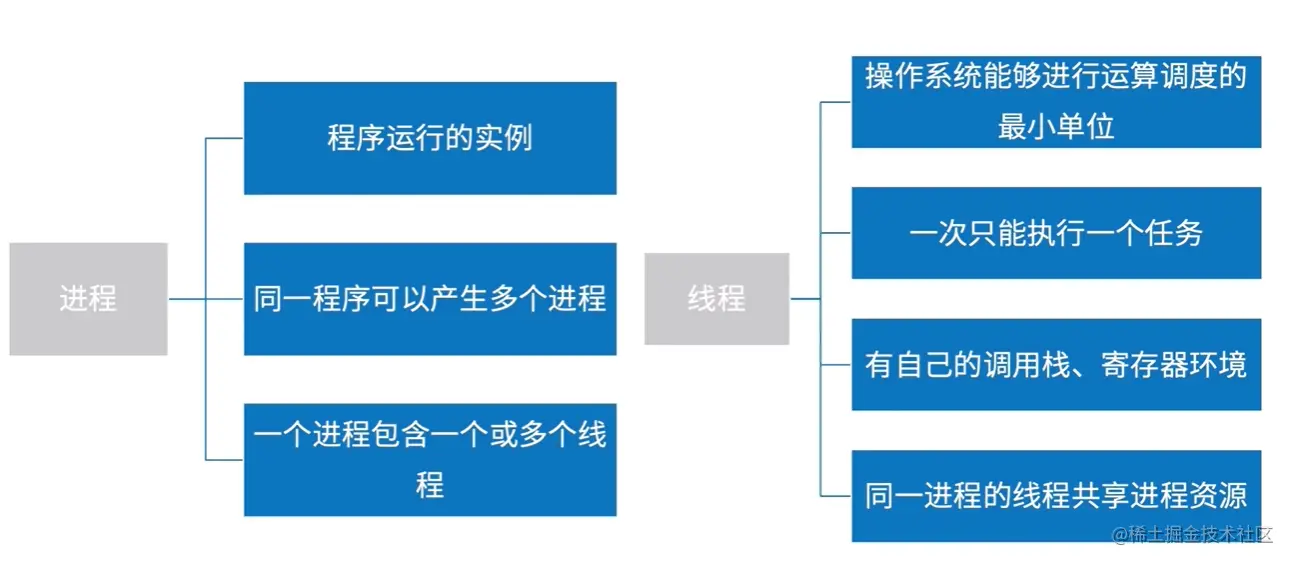 进程
程序运行的实例
同一程序可以产生多个进程
一个进程包含一个或多个线
程
线程
操作系统能够进行运算调度的
最小单位
一次只能执行一个任务
有自己的调用栈、寄存器环境
同一进程的线程共享进程资源
@稀土掘金技术社区